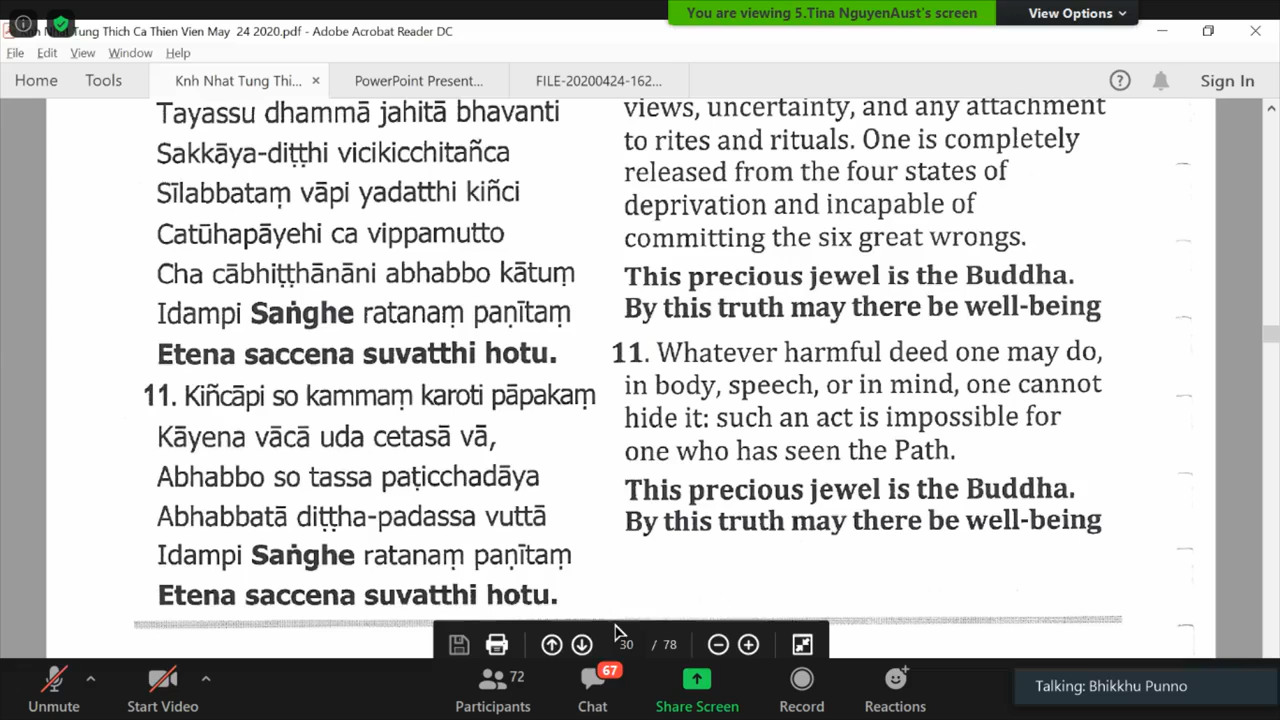 You are viewing 5.Tina NguyenAust's screen
View Options
Tung Thich Ca Thien Vien May 24 2020.pdf - Adobe Acrobat Reader DC
File Edit View Window Help
Home Tools Knh Nhat Tung Thi... × PowerPoint Present... FILE-20200424-162... Sign In
Tayassu dhammā jahitā bhavanti
Sakkāya-diṭṭhi vicikicchitañca
Sīlabbataṃ vāpi yadatthi kiñci
Catūhapāyehi ca vippamutto
Cha cābhiṭṭhānāni abhabbo kātuṃ
Idampi Saṅghe ratanaṃ paṇītaṃ
Etena saccena suvatthi hotu.
11. Kiñcāpi so kammaṃ karoti pāpakaṃ
Kāyena vācā uda cetasā vā,
Abhabbo so tassa paṭicchadāya
Abhabbatā diṭṭha-padassa vuttā
Idampi Saṅghe ratanaṃ paṇītaṃ
Etena saccena suvatthi hotu.
views, uncertainty, and any attachment
to rites and rituals. One is completely
released from the four states of
deprivation and incapable of
committing the six great wrongs.
This precious jewel is the Buddha.
By this truth may there be well-being
11. Whatever harmful deed one may do,
in body, speech, or in mind, one cannot
hide it: such an act is impossible for
one who has seen the Path.
This precious jewel is the Buddha.
By this truth may there be well-being
30 / 78
Unmute
Start Video
Participants 72
Chat 67
Share Screen
Record
Reactions
Talking: Bhikkhu Punno